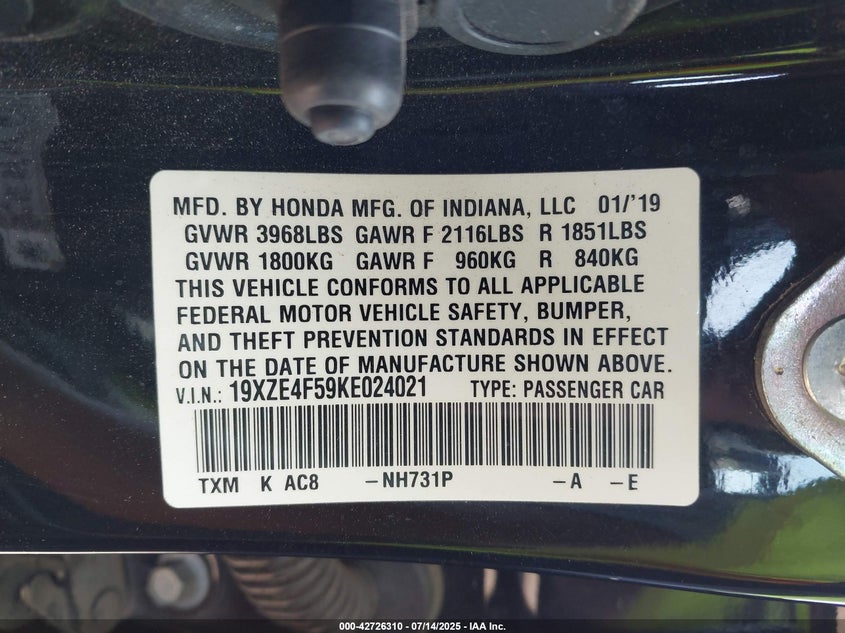 MFD. BY HONDA MFG. OF INDIANA, LLC 01/'19
GVWR 3968LBS GAWR F 2116LBS R 1851LBS
GVWR 1800KG GAWR F 960KG R 840KG
THIS VEHICLE CONFORMS TO ALL APPLICABLE
FEDERAL MOTOR VEHICLE SAFETY, BUMPER,
AND THEFT PREVENTION STANDARDS IN EFFECT
ON THE DATE OF MANUFACTURE SHOWN ABOVE.
V.I.N.: 19XZE4F59KE024021 TYPE: PASSENGER CAR
TXM K AC8 -NH731P -A -E
000-42726310 - 07/14/2025 - IAA Inc.